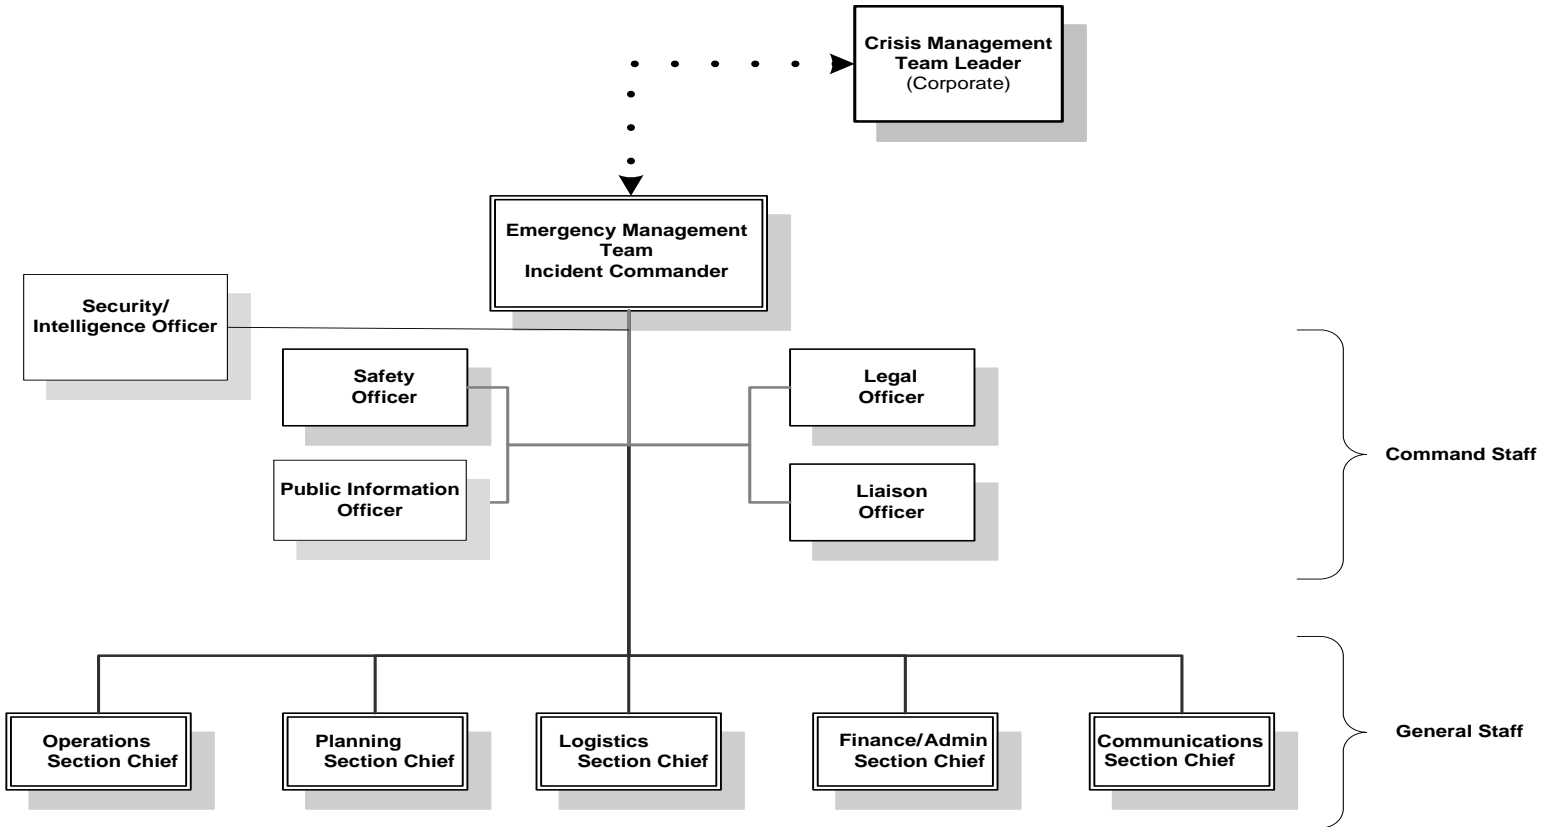 Crisis Management
Team Leader
(Corporate)
Emergency Management
Team
Incident Commander
Security/
Intelligence Officer
Safety
Officer
Legal
Officer
Public Information
Officer
Liaison
Officer
Command Staff
Operations
Section Chief
Planning
Section Chief
Logistics
Section Chief
Finance/Admin
Section Chief
Communications
Section Chief
General Staff